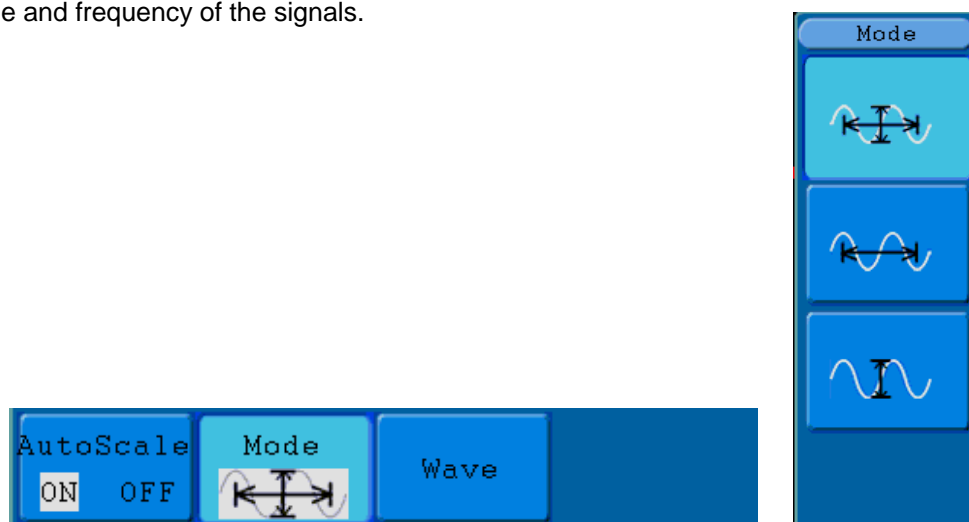 e and frequency of the signals.
Mode
AutoScale
ON OFF
Mode
Wave